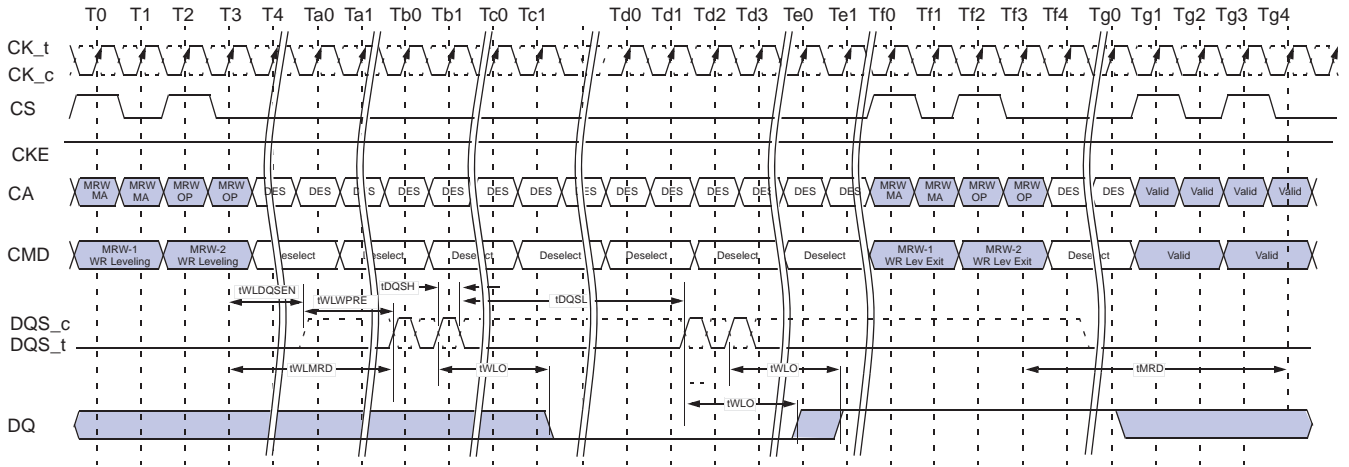 T0 T1 T2 T3 T4 Ta0 Ta1 Tb0 Tb1 Tc0 Tc1 Td0 Td1 Td2 Td3 Te0 Te1 Tf0 Tf1 Tf2 Tf3 Tf4 Tg0 Tg1 Tg2 Tg3 Tg4
CK_t
CK_c
CS
CKE
CA
MRW MRW MRW MRW DES DES DES DES DES DES DES DES DES DES DES DES DES DES MRW MRW MRW MRW DES DES Valid Valid Valid Valid
MA MA OP OP MA MA OP OP
CMD
MRW-1 MRW-2 Deselect Deselect Deselect Deselect Deselect Deselect Deselect MRW-1 MRW-2 Deselect Valid Valid
WR Leveling WR Leveling WR Lev Exit WR Lev Exit
tWLDQSEN tWLWPRE tDQSH tDQSL
DQS_c
DQS_t
tWLMRD tWLO tWLO tMRD
tWLO
DQ